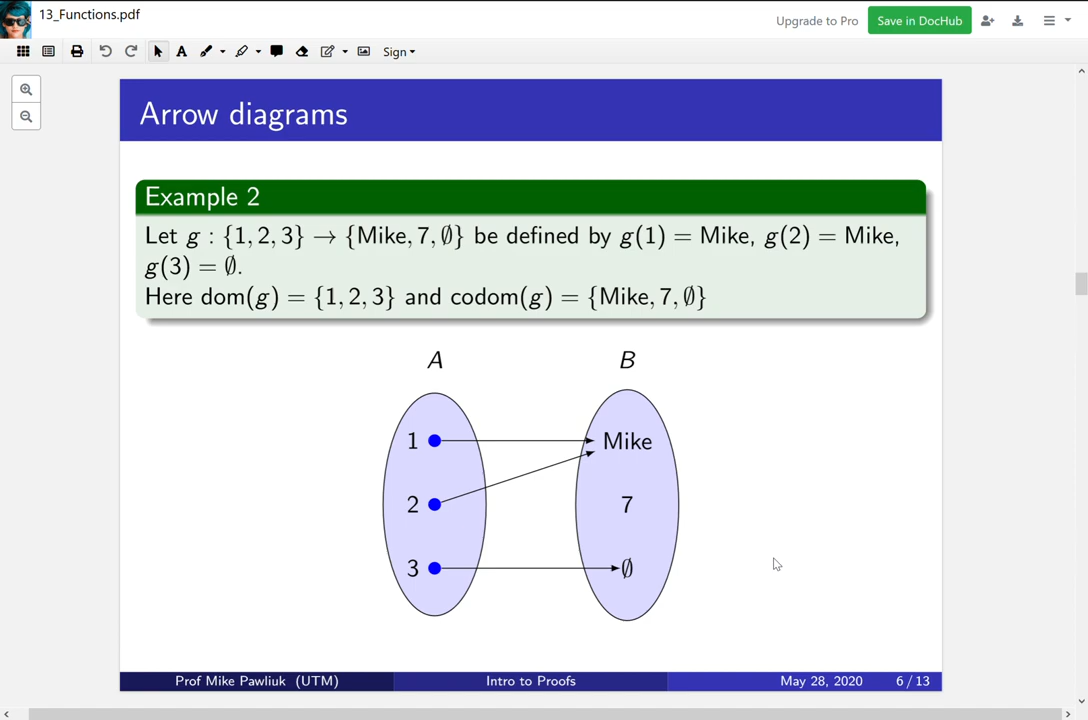 13_Functions.pdf
Upgrade to Pro
Save in DocHub
A
Sign
Arrow diagrams
Example 2
Let g : {1, 2, 3} → {Mike, 7, ∅} be defined by g(1) = Mike, g(2) = Mike,
g(3) = ∅.
Here dom(g) = {1, 2, 3} and codom(g) = {Mike, 7, ∅}
A B
1 Mike
2 7
3 ∅
Prof Mike Pawliuk (UTM) Intro to Proofs May 28, 2020 6 / 13